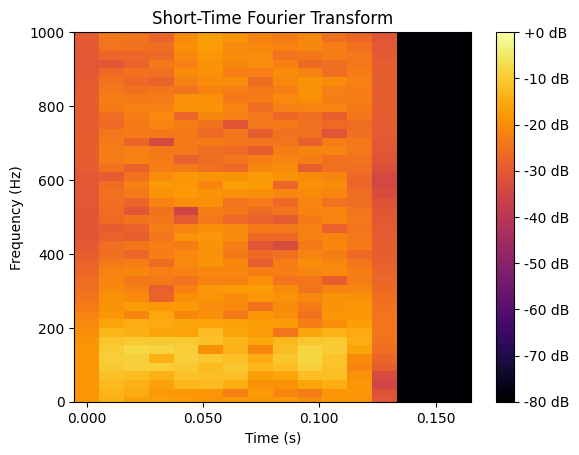 Short-Time Fourier Transform
1000
800
600
400
200
0
Frequency (Hz)
0.000
0.050
0.100
0.150
Time (s)
+0 dB
-10 dB
-20 dB
-30 dB
-40 dB
-50 dB
-60 dB
-70 dB
-80 dB